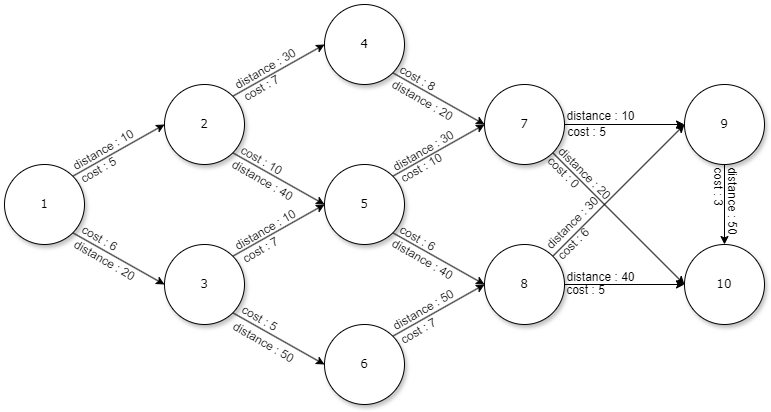 4
distance : 30
cost : 7
cost : 8
distance : 20
2
7
9
distance : 10
cost : 5
distance : 10
cost : 5
cost : 10
distance : 40
distance : 30
cost : 10
distance : 20
cost : 0
distance : 50
cost : 3
1
5
cost : 6
distance : 20
distance : 10
cost : 7
cost : 6
distance : 40
distance : 30
cost : 6
3
8
10
distance : 40
cost : 5
cost : 5
distance : 50
distance : 50
cost : 7
6